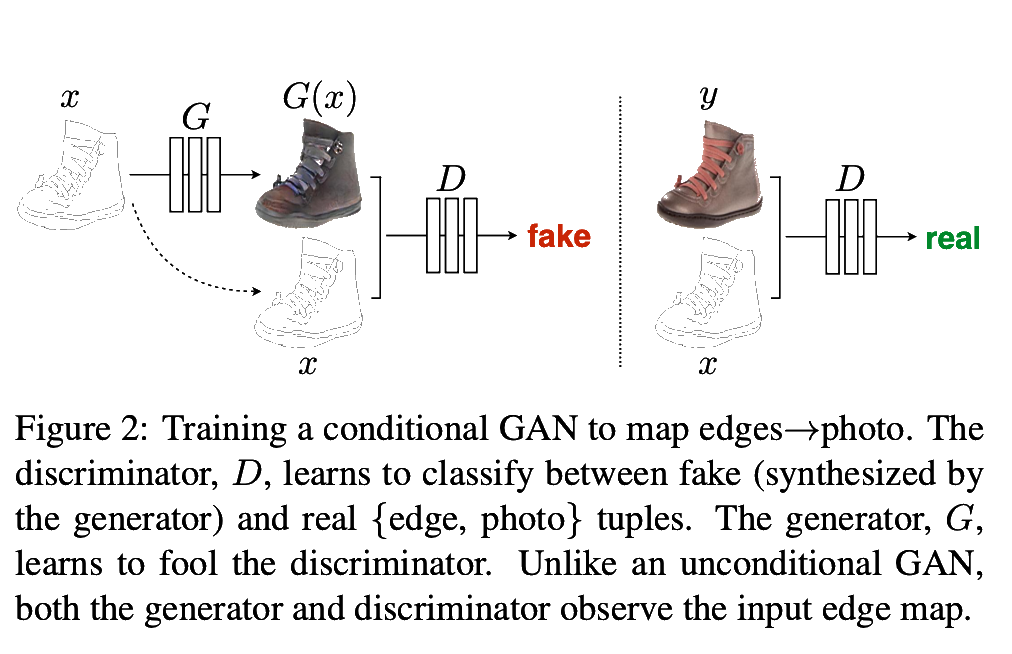 x
G
G(x)
D
fake
x
y
D
real
x
Figure 2: Training a conditional GAN to map edges→photo. The
discriminator, D, learns to classify between fake (synthesized by
the generator) and real {edge, photo} tuples. The generator, G,
learns to fool the discriminator. Unlike an unconditional GAN,
both the generator and discriminator observe the input edge map.